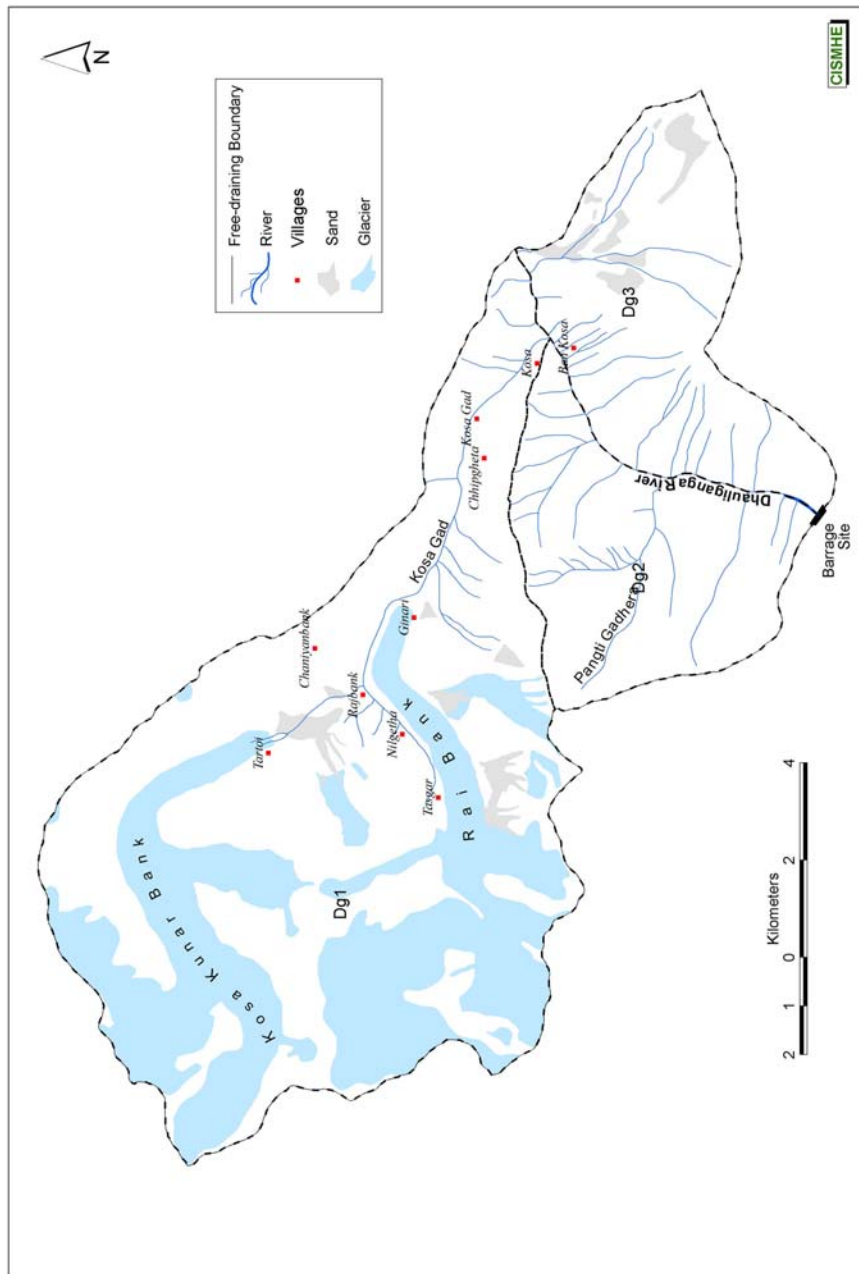 N
Free-draining Boundary
River
Villages
Sand
Glacier
Kosa Kunar Bank
Tartoi
Chaniyanbank
Rajbank
Nilgetha
Tasgar
Rai Bank
Ginari
Dg1
Kosa Gad
Chhipgheta
Kosa Gad
Kosa
Ban Kosa
Dg3
Pangti Gadhera
Dg2
Dhauliganga River
Barrage
Site
Kilometers
2 1 0 2 4
CISMHE